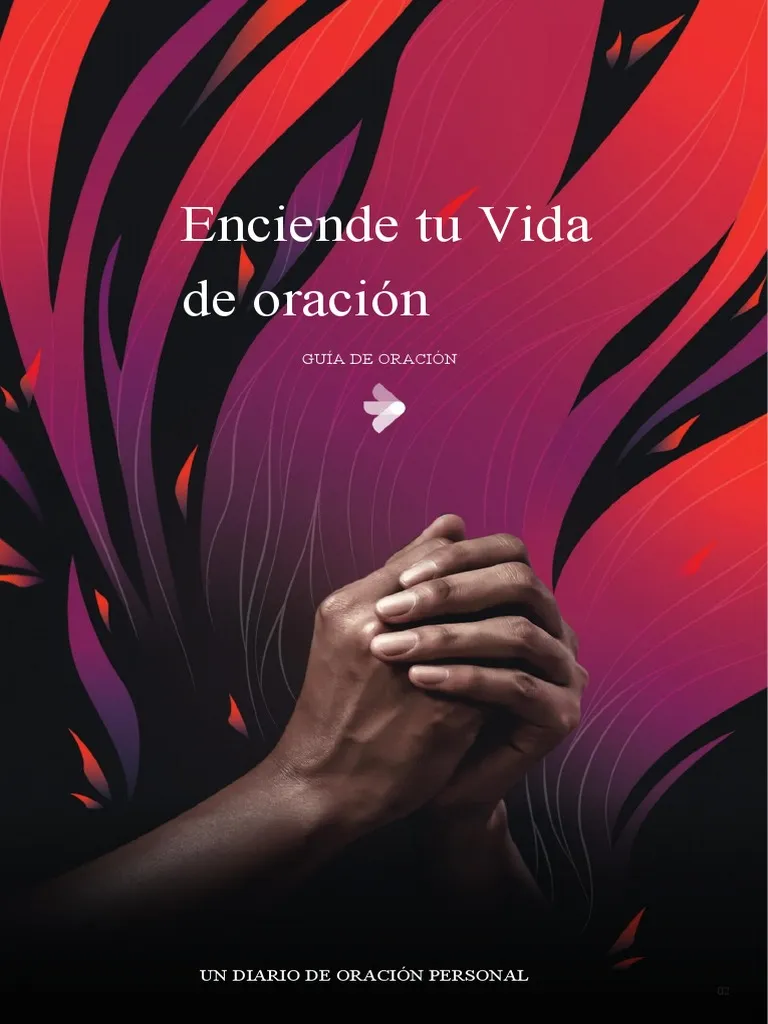 Enciende tu Vida
de oración
GUÍA DE ORACIÓN
UN DIARIO DE ORACIÓN PERSONAL